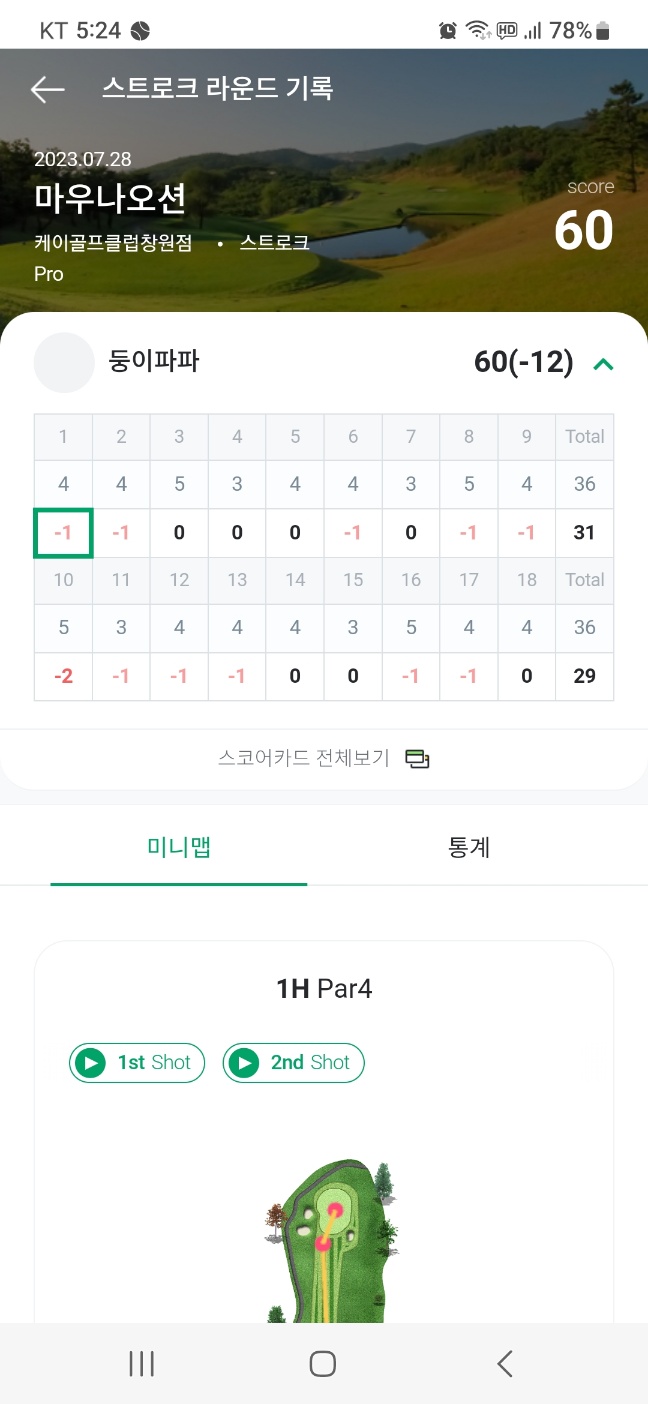 KT 5:24 HD 78%
스트로크 라운드 기록
2023.07.28
마우나오션
score
60
케이골프클럽창원점 • 스트로크
Pro
둥이파파 60(-12)
1 2 3 4 5 6 7 8 9 Total
4 4 5 3 4 4 3 5 4 36
-1 -1 0 0 0 -1 0 -1 -1 31
10 11 12 13 14 15 16 17 18 Total
5 3 4 4 4 3 5 4 4 36
-2 -1 -1 -1 0 0 -1 -1 0 29
스코어카드 전체보기
미니맵 통계
1H Par4
1st Shot 2nd Shot